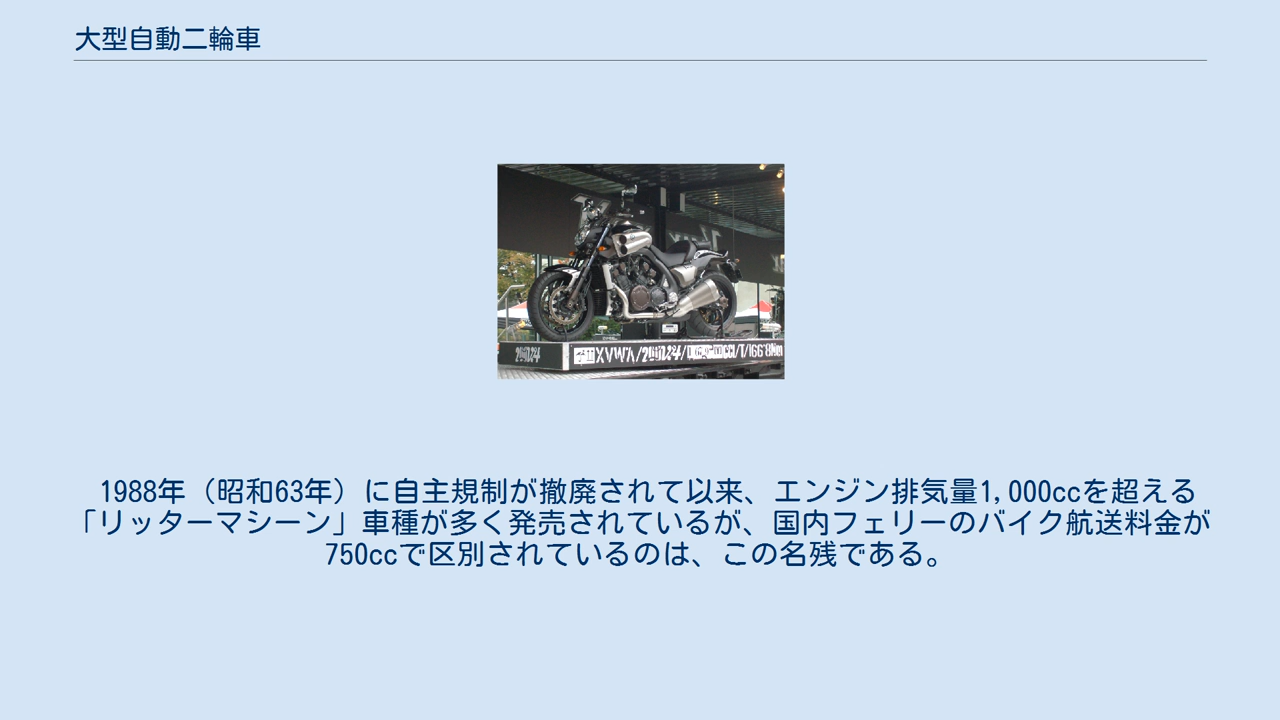 大型自動二輪車
1988年（昭和63年）に自主規制が撤廃されて以来、エンジン排気量1,000ccを超える
「リッターマシーン」車種が多く発売されているが、国内フェリーのバイク航送料金が
750ccで区別されているのは、この名残である。